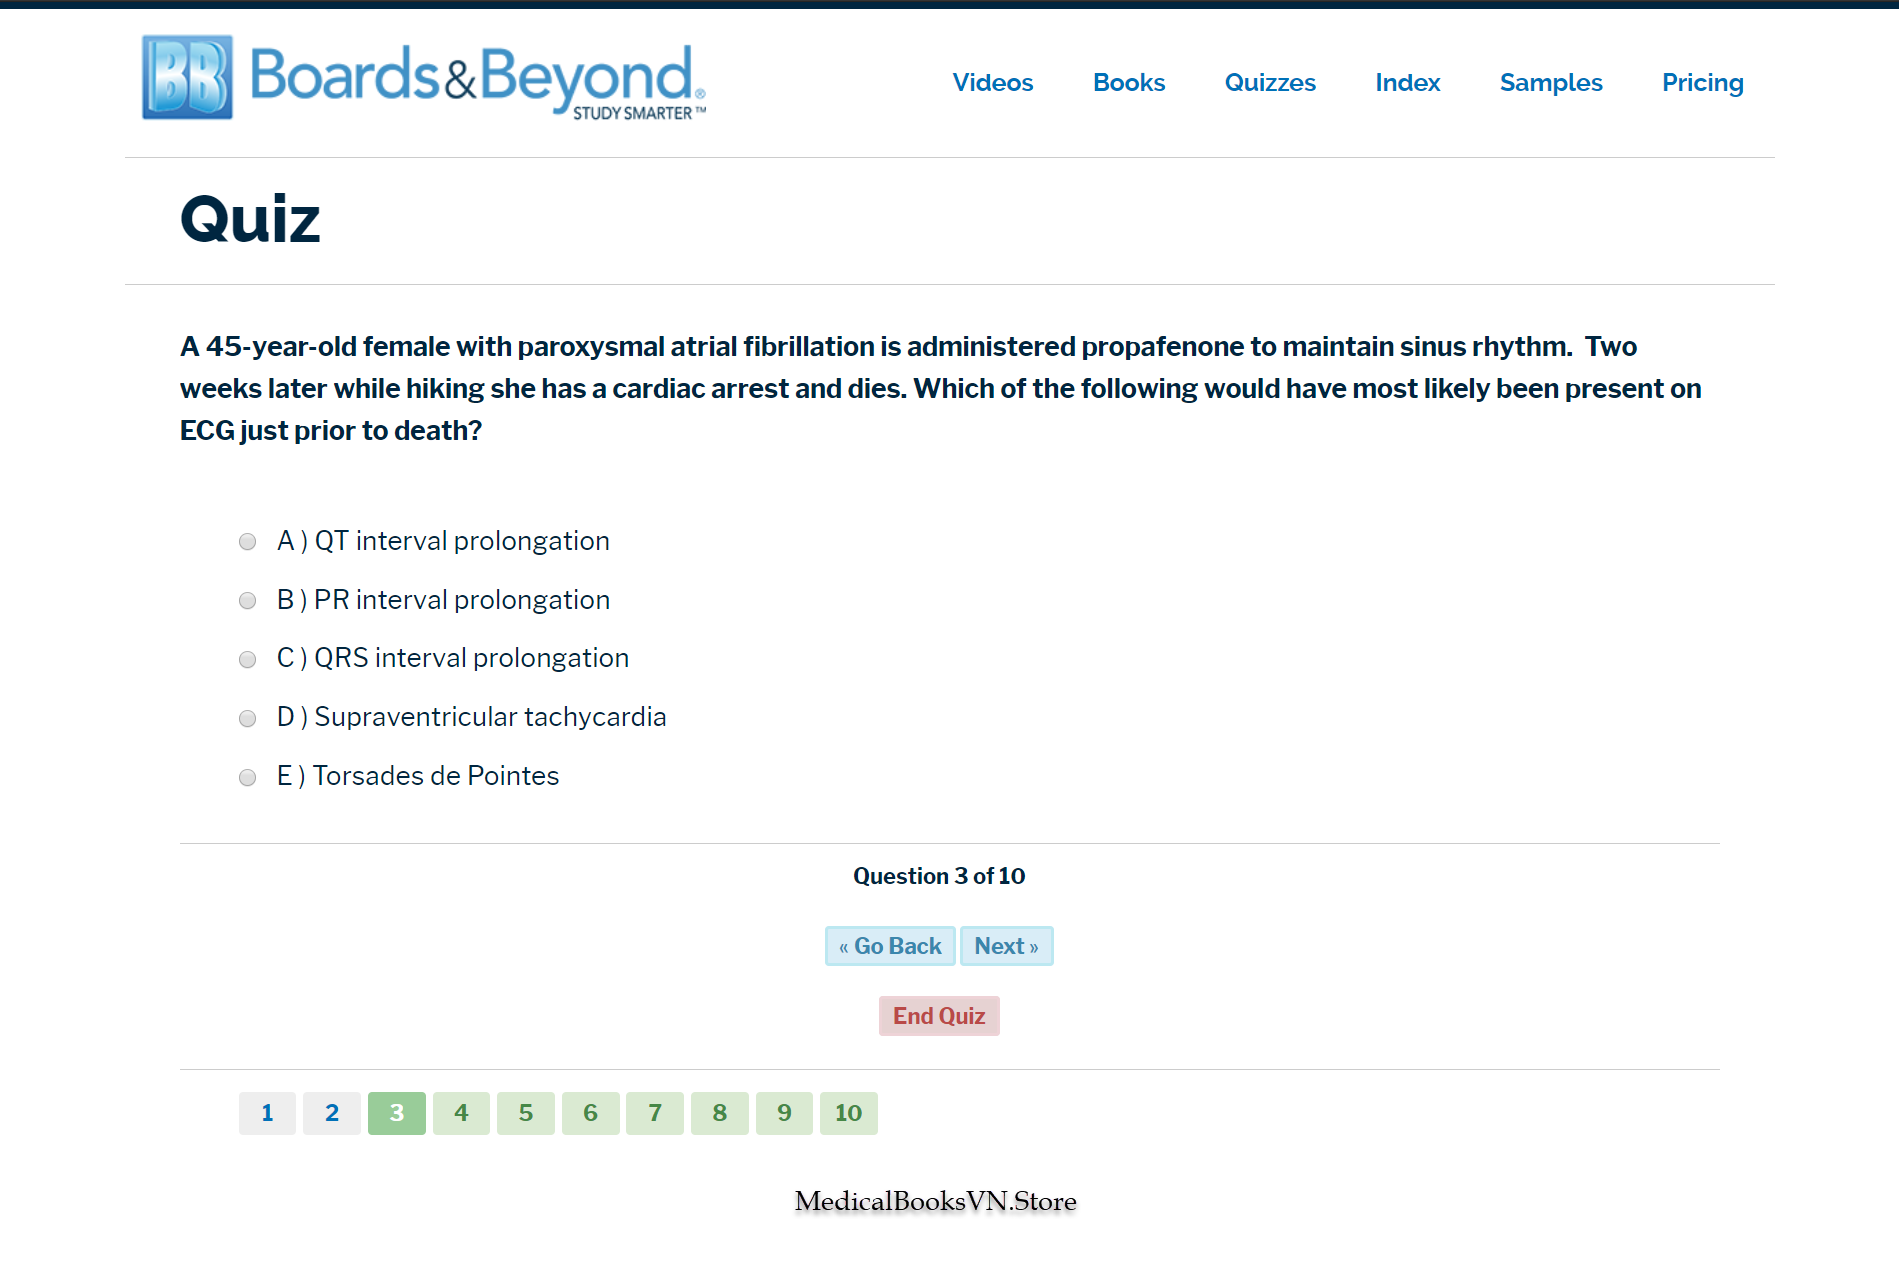 BB Boards&Beyond®
STUDY SMARTER™
Videos Books Quizzes Index Samples Pricing
Quiz
A 45-year-old female with paroxysmal atrial fibrillation is administered propafenone to maintain sinus rhythm. Two
weeks later while hiking she has a cardiac arrest and dies. Which of the following would have most likely been present on
ECG just prior to death?
A ) QT interval prolongation
B ) PR interval prolongation
C ) QRS interval prolongation
D ) Supraventricular tachycardia
E ) Torsades de Pointes
Question 3 of 10
« Go Back Next »
End Quiz
1 2 3 4 5 6 7 8 9 10
MedicalBooksVN.Store